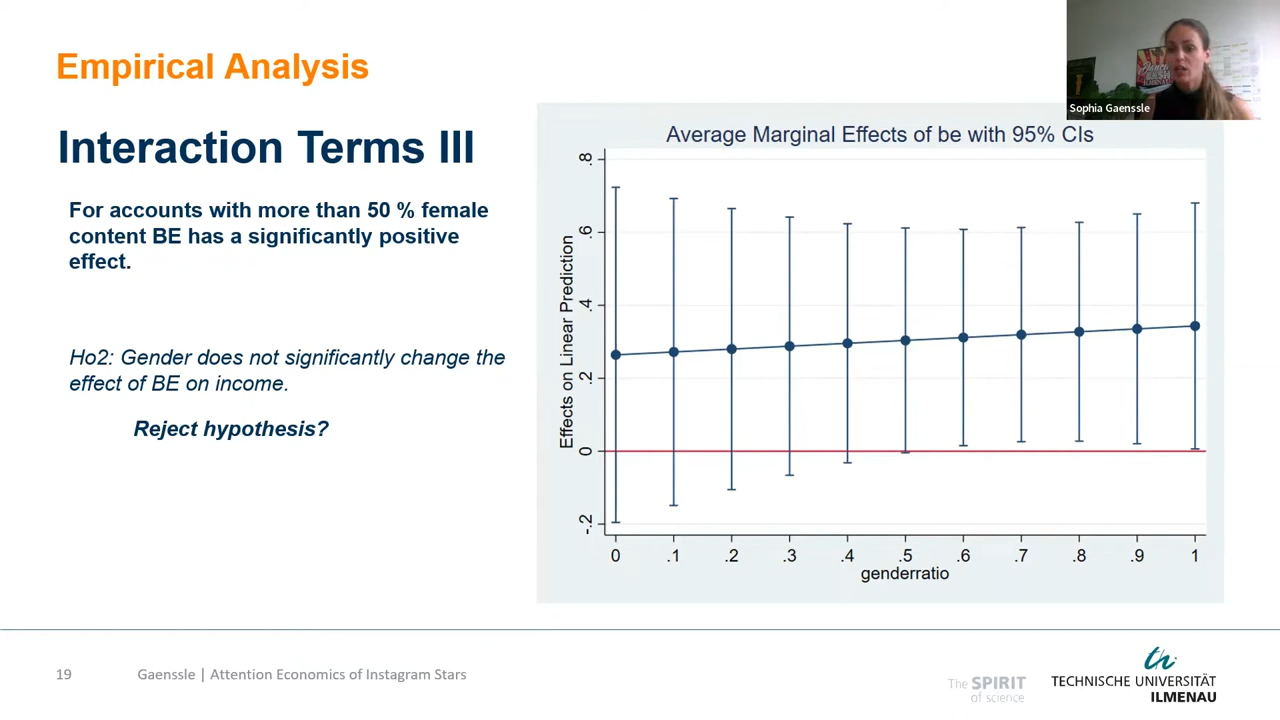 Empirical Analysis
Sophia Gaenssle
Interaction Terms III
For accounts with more than 50 % female
content BE has a significantly positive
effect.
Ho2: Gender does not significantly change the
effect of BE on income.
Reject hypothesis?
Average Marginal Effects of be with 95% CIs
Effects on Linear Prediction
.8
.6
.4
.2
0
-.2
0 .1 .2 .3 .4 .5 .6 .7 .8 .9 1
genderratio
19 Gaenssle | Attention Economics of Instagram Stars
The SPIRIT
of science
th
TECHNISCHE UNIVERSITÄT
ILMENAU